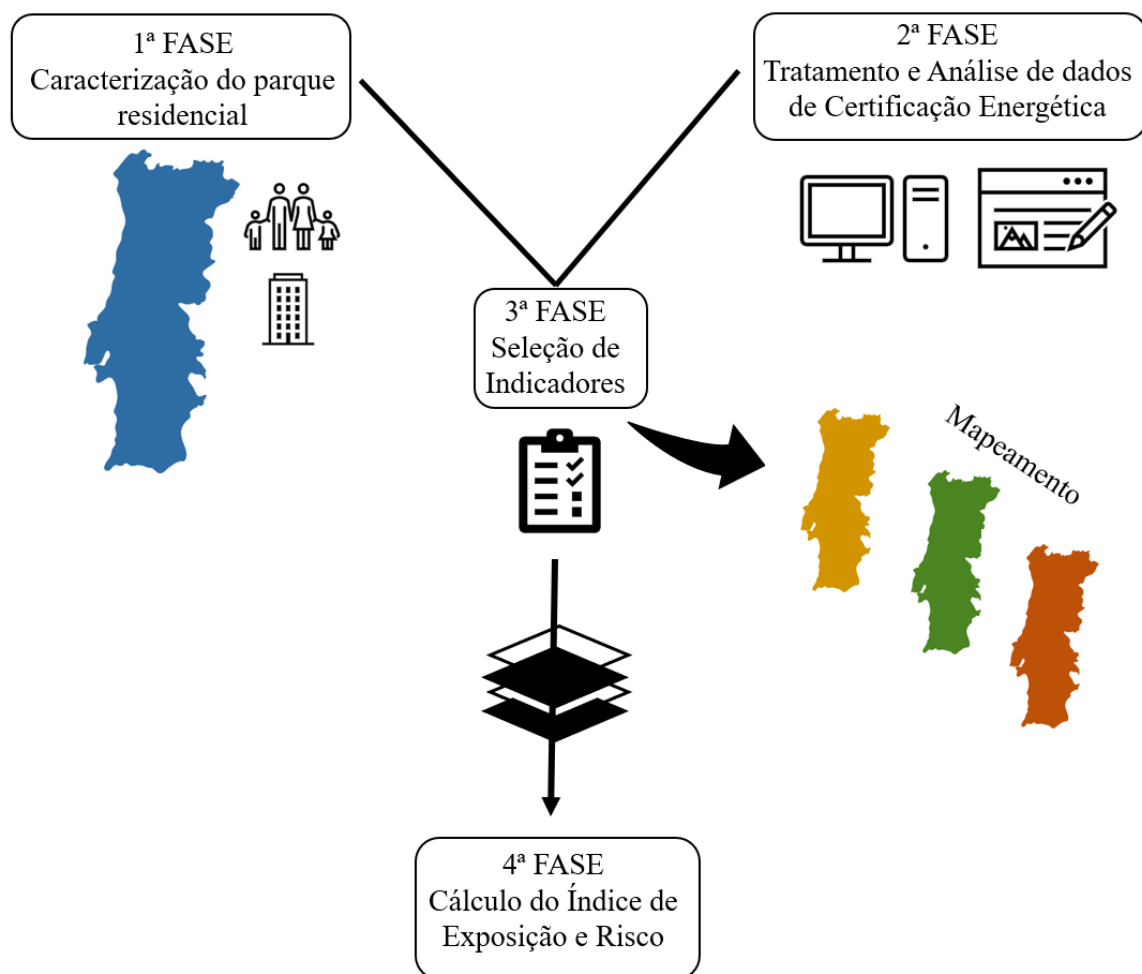 1ª FASE
Caracterização do parque
residencial
2ª FASE
Tratamento e Análise de dados
de Certificação Energética
3ª FASE
Seleção de
Indicadores
Mapeamento
4ª FASE
Cálculo do Índice de
Exposição e Risco